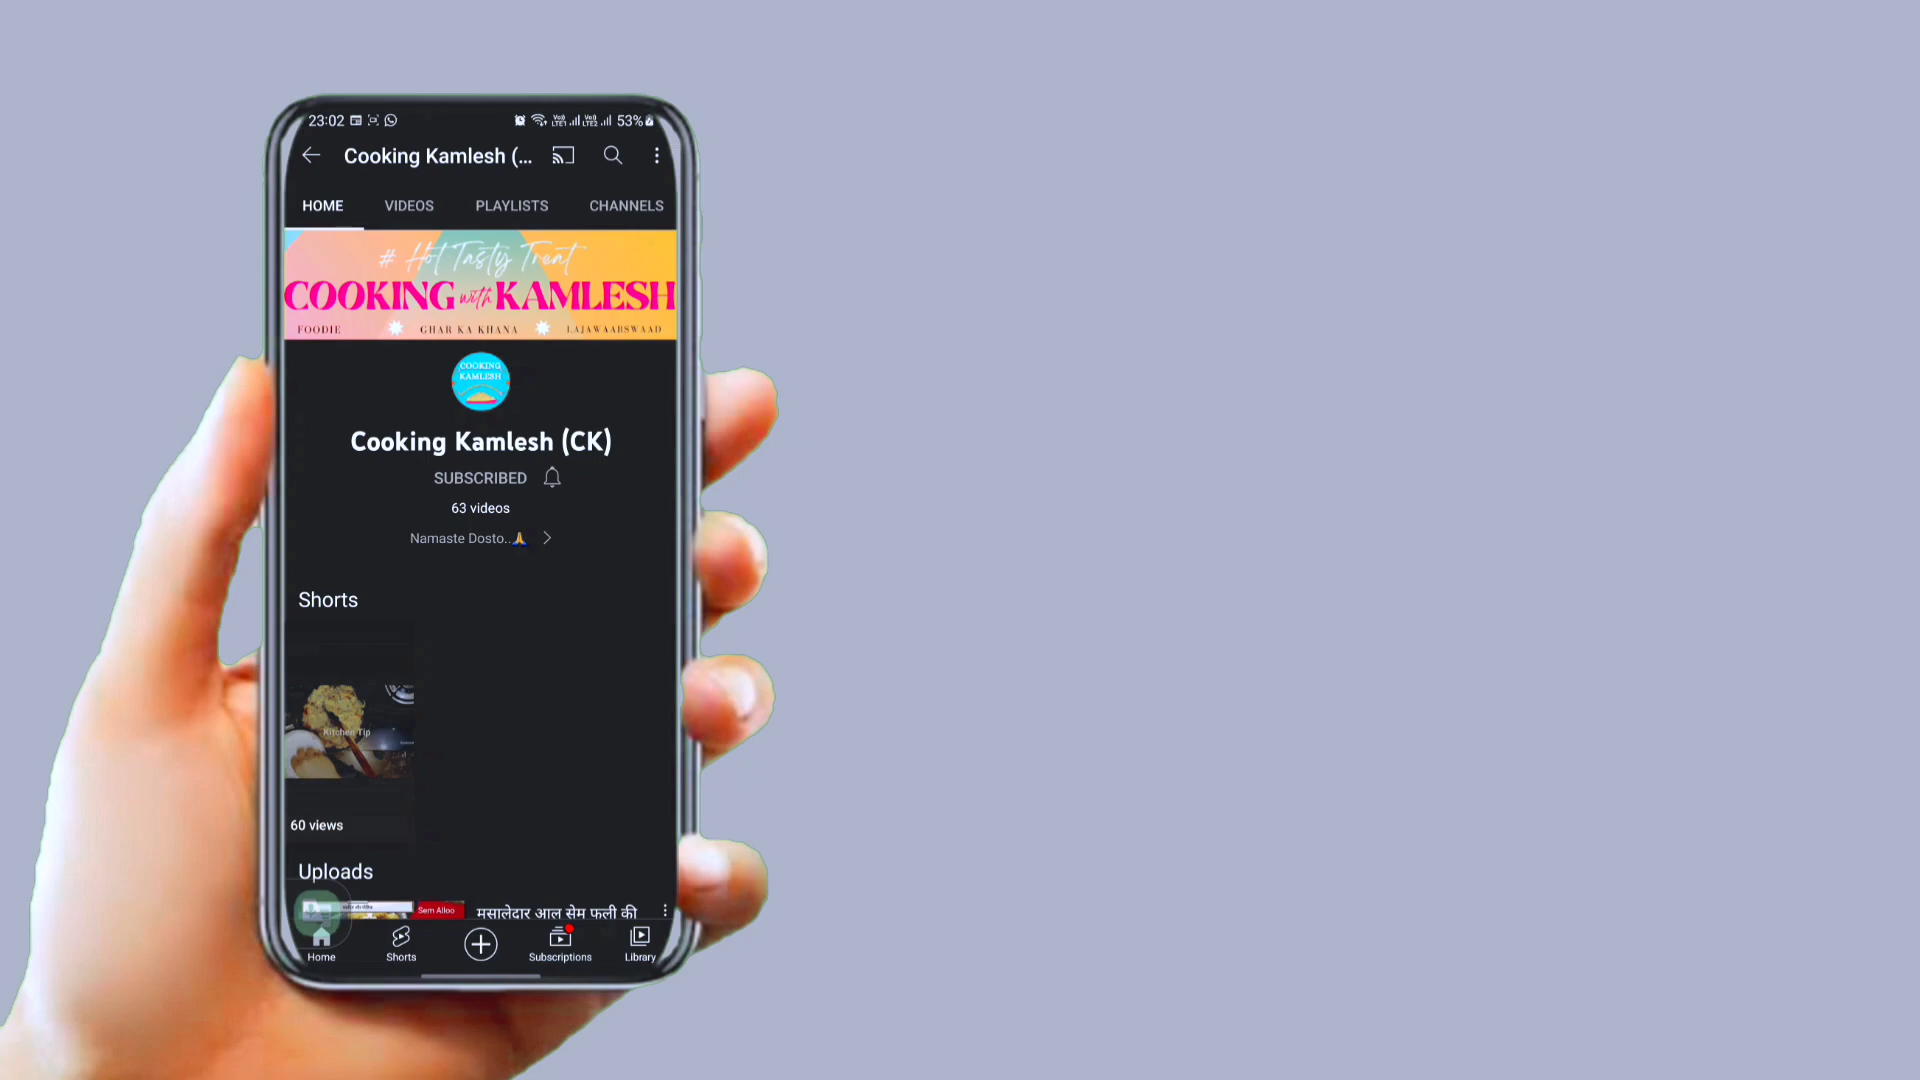 23:02 53%
Cooking Kamlesh (...
HOME VIDEOS PLAYLISTS CHANNELS
# Hot Tasty Treat
COOKING with KAMLESH
FOODIE GHAR KA KHANA LAJAWAABSWAAD
COOKING
KAMLESH
Cooking Kamlesh (CK)
SUBSCRIBED
63 videos
Namaste Dosto..🙏
Shorts
Kitchen Tip
60 views
Uploads
Sem Alloo
मसालेदार आल सेम फली की
Home Shorts Subscriptions Library